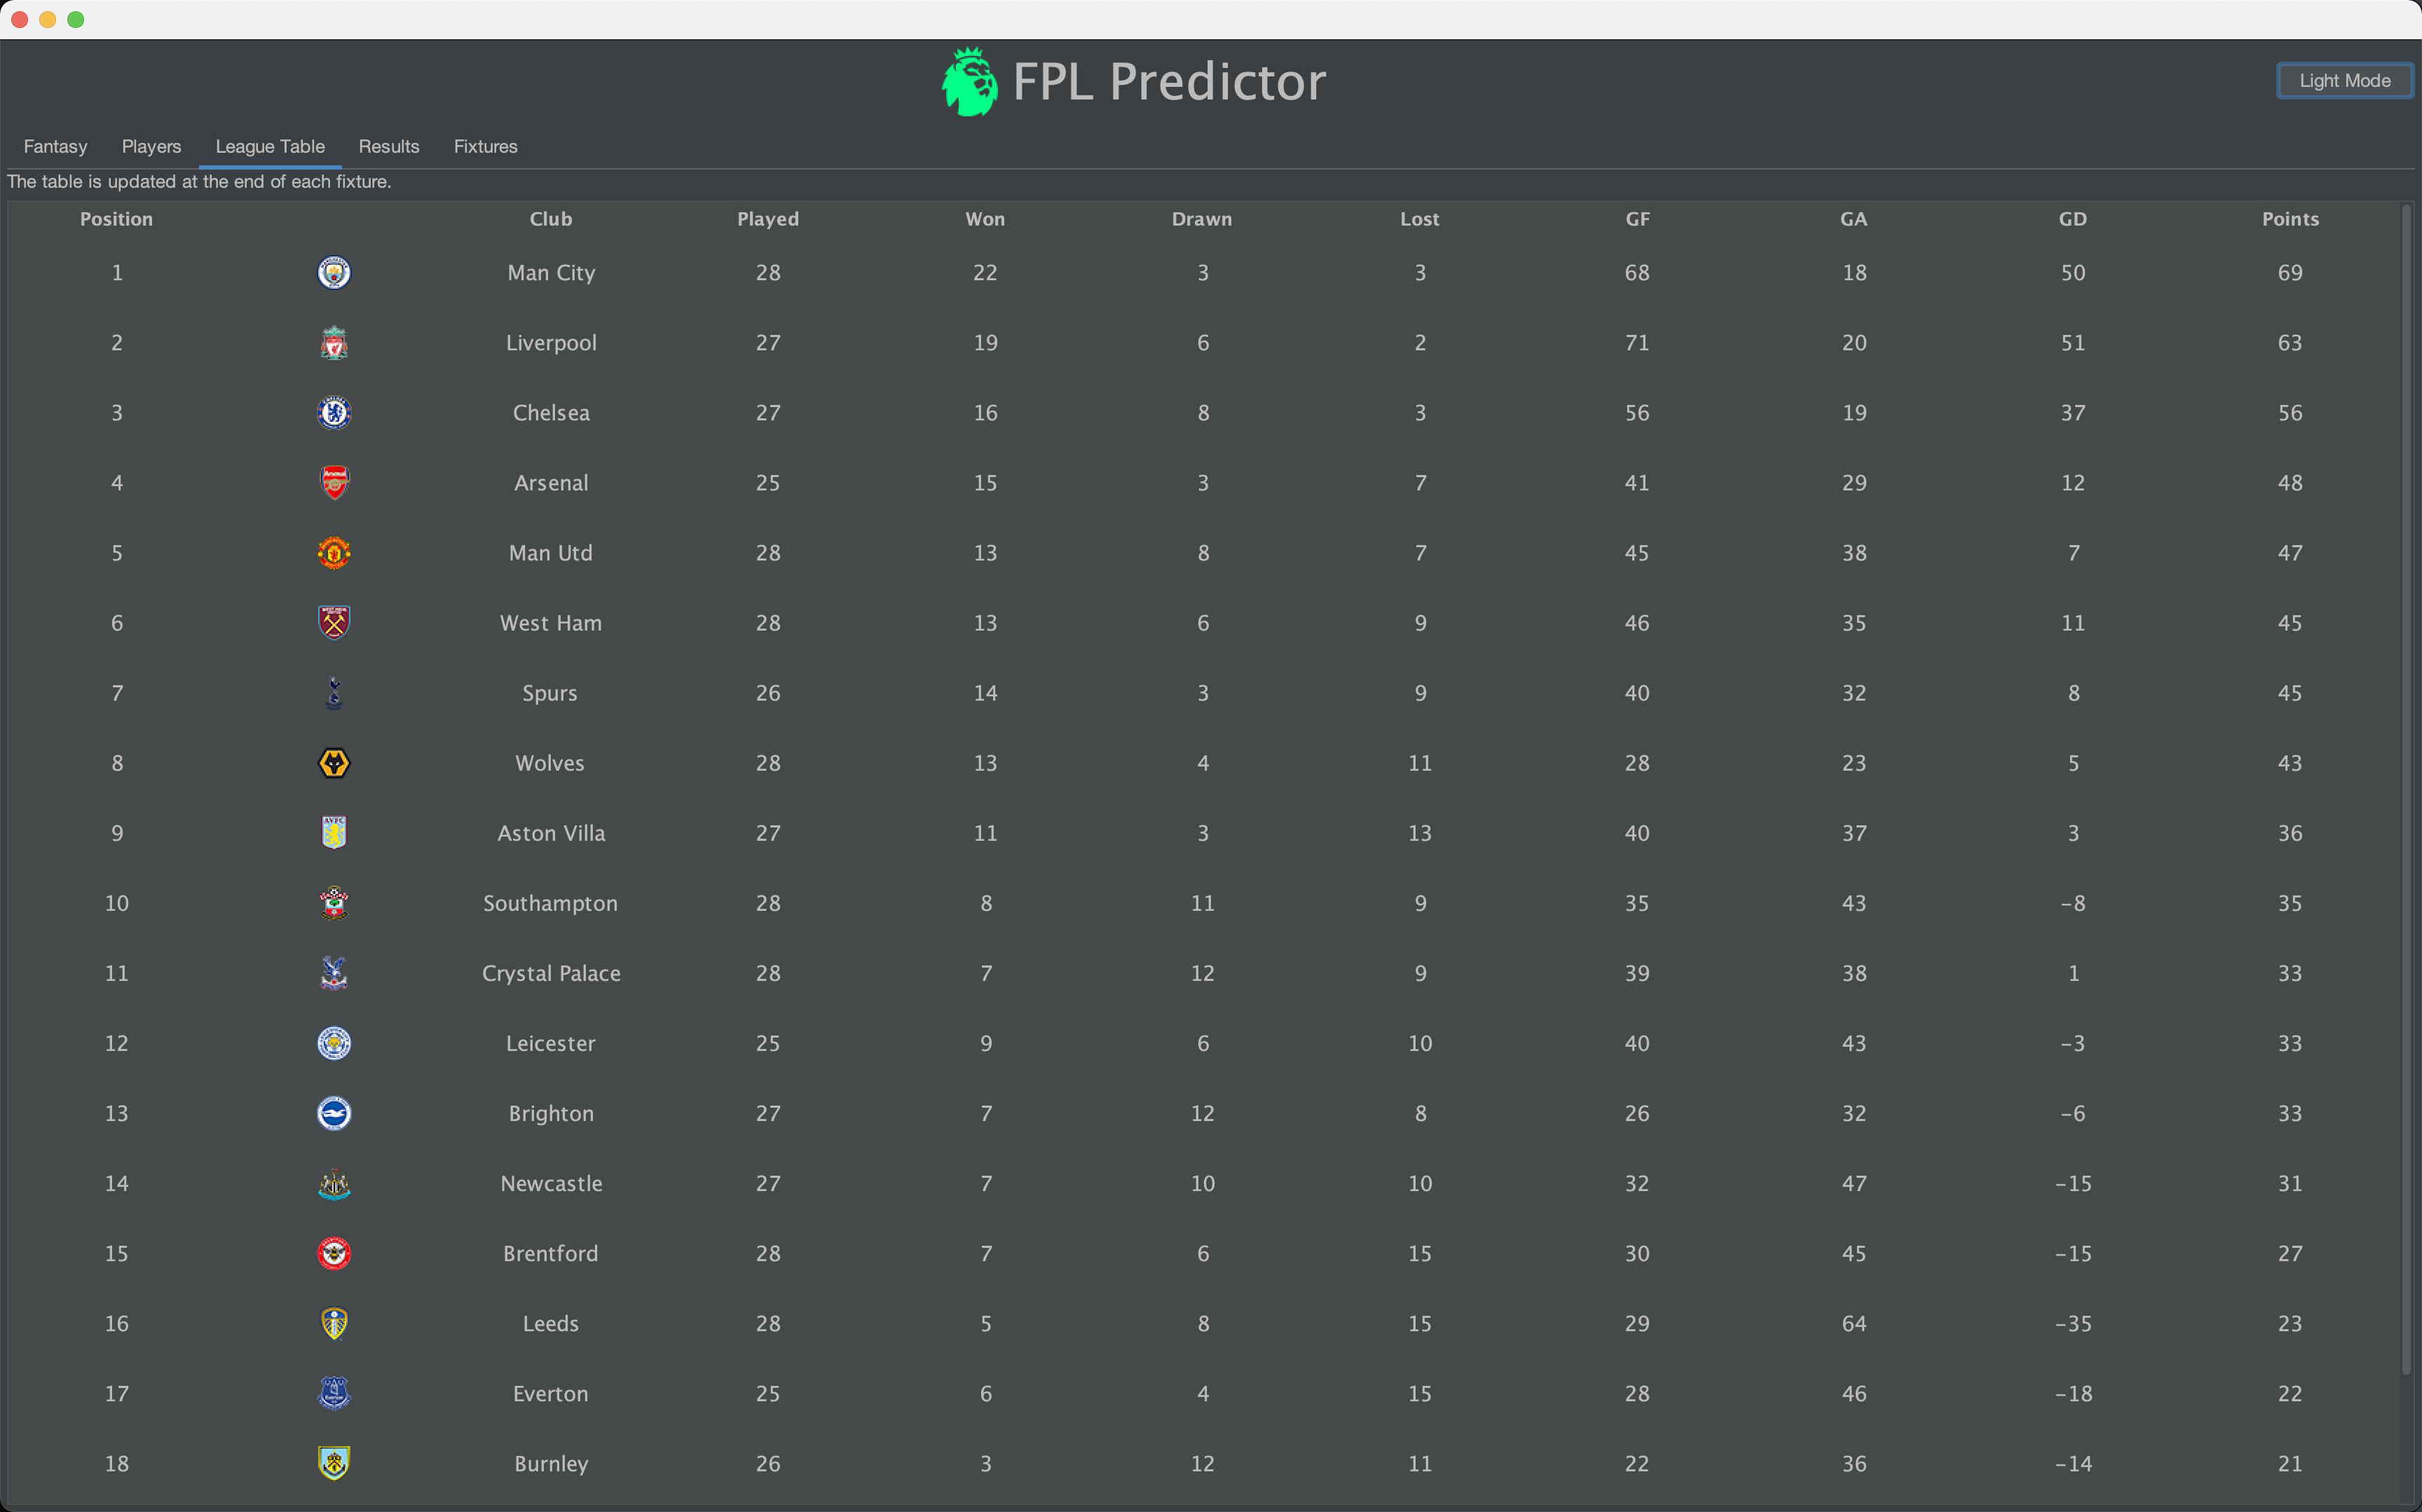 FPL Predictor
Light Mode
Fantasy Players League Table Results Fixtures
The table is updated at the end of each fixture.
Position Club Played Won Drawn Lost GF GA GD Points
1 Man City 28 22 3 3 68 18 50 69
2 Liverpool 27 19 6 2 71 20 51 63
3 Chelsea 27 16 8 3 56 19 37 56
4 Arsenal 25 15 3 7 41 29 12 48
5 Man Utd 28 13 8 7 45 38 7 47
6 West Ham 28 13 6 9 46 35 11 45
7 Spurs 26 14 3 9 40 32 8 45
8 Wolves 28 13 4 11 28 23 5 43
9 Aston Villa 27 11 3 13 40 37 3 36
10 Southampton 28 8 11 9 35 43 -8 35
11 Crystal Palace 28 7 12 9 39 38 1 33
12 Leicester 25 9 6 10 40 43 -3 33
13 Brighton 27 7 12 8 26 32 -6 33
14 Newcastle 27 7 10 10 32 47 -15 31
15 Brentford 28 7 6 15 30 45 -15 27
16 Leeds 28 5 8 15 29 64 -35 23
17 Everton 25 6 4 15 28 46 -18 22
18 Burnley 26 3 12 11 22 36 -14 21